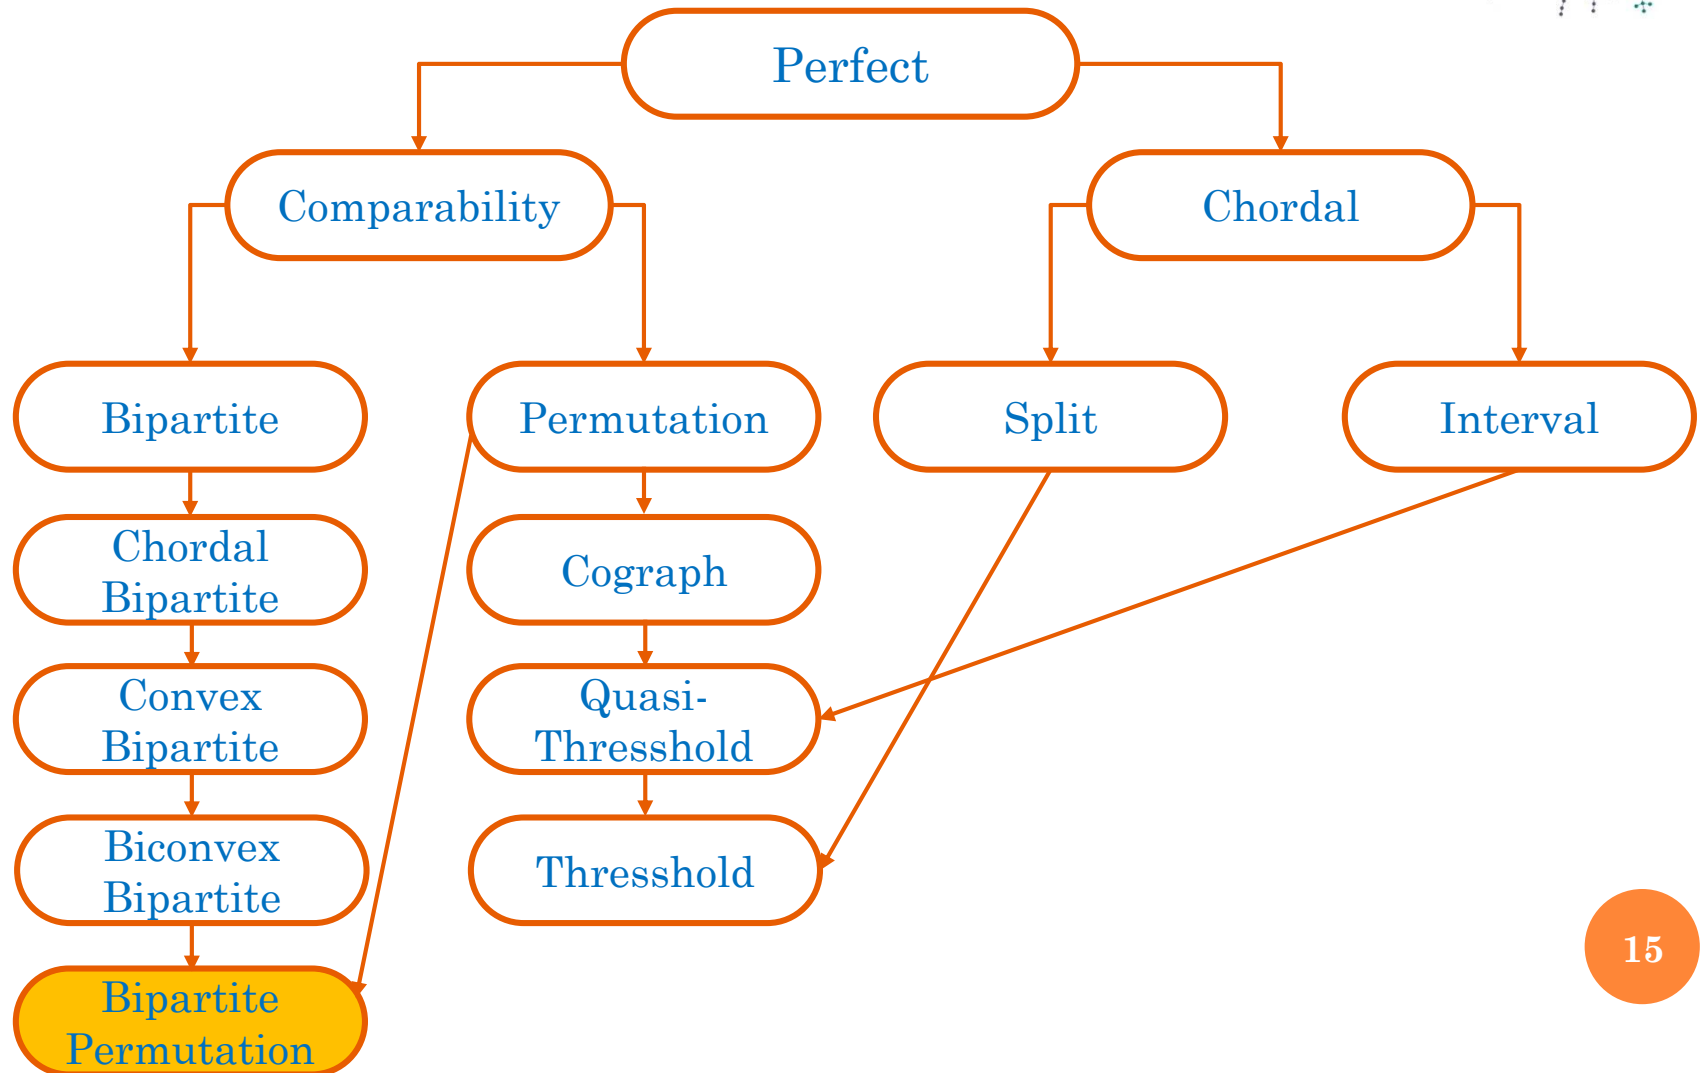 Perfect
Comparability
Chordal
Bipartite
Permutation
Split
Interval
Chordal
Bipartite
Cograph
Convex
Bipartite
Quasi-
Thresshold
Biconvex
Bipartite
Thresshold
15
Bipartite
Permutation